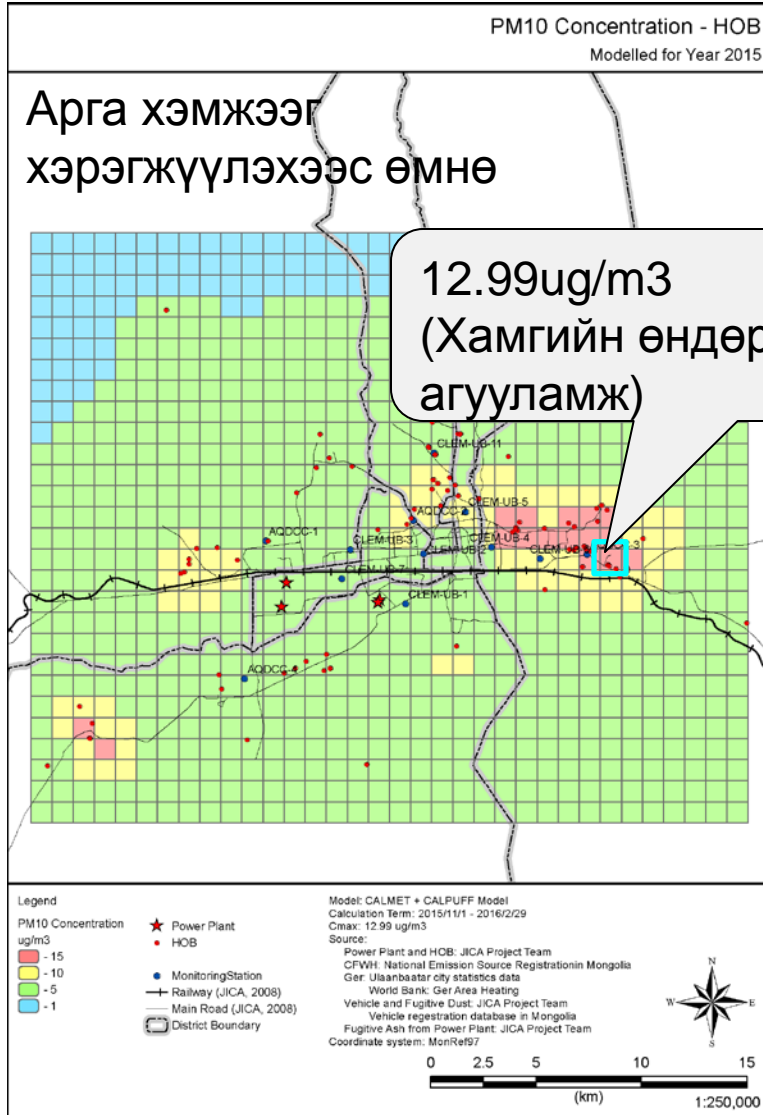 PM10 Concentration - HOB
Modelled for Year 2015
Арга хэмжээг
хэрэгжүүлэхээс өмнө
12.99ug/m3
(Хамгийн өндөр
агууламж)
CLEM-UB-11
CLEM-UB-5
AQDCC-1
CLEM-UB-3
CLEM-UB-4
CLEM-UB-2
CLEM-UB-7
CLEM-UB-1
AQDCC-4
Legend
PM10 Concentration
ug/m3
- 15
- 10
- 5
- 1
Power Plant
HOB
MonitoringStation
Railway (JICA, 2008)
Main Road (JICA, 2008)
District Boundary
Model: CALMET + CALPUFF Model
Calculation Term: 2015/11/1 - 2016/2/29
Cmax: 12.99 ug/m3
Source:
Power Plant and HOB: JICA Project Team
CFWH: National Emission Source Registrationin Mongolia
Ger: Ulaanbaatar city statistics data
World Bank: Ger Area Heating
Vehicle and Fugitive Dust: JICA Project Team
Vehicle regestration database in Mongolia
Fugitive Ash from Power Plant: JICA Project Team
Coordinate system: MonRef97
N
W
E
S
0 2.5 5 10 15
(km)
1:250,000